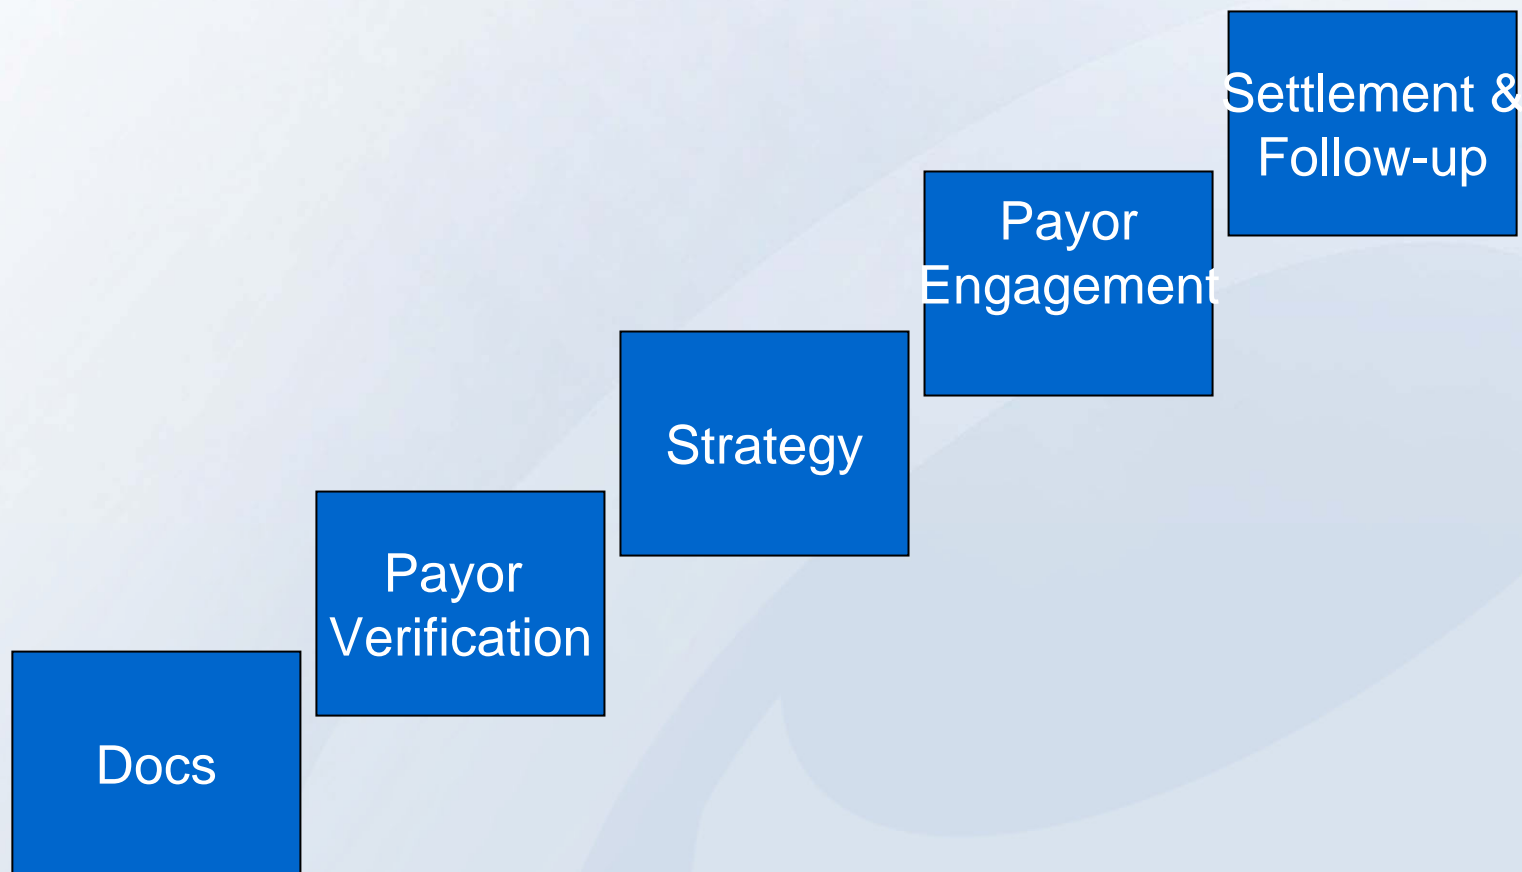 Settlement &
Follow-up
Payor
Engagement
Strategy
Payor
Verification
Docs